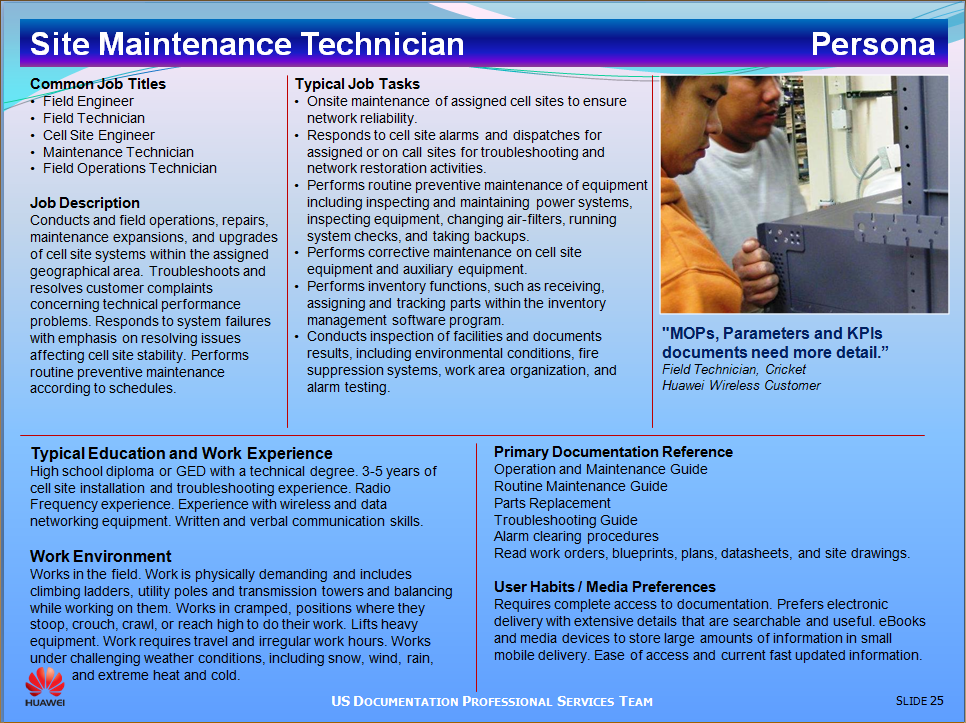 Site Maintenance Technician
Persona
Common Job Titles
• Field Engineer
• Field Technician
• Cell Site Engineer
• Maintenance Technician
• Field Operations Technician
Job Description
Conducts and field operations, repairs,
maintenance expansions, and upgrades
of cell site systems within the assigned
geographical area. Troubleshoots and
resolves customer complaints
concerning technical performance
problems. Responds to system failures
with emphasis on resolving issues
affecting cell site stability. Performs
routine preventive maintenance
according to schedules.
Typical Job Tasks
• Onsite maintenance of assigned cell sites to ensure
network reliability.
• Responds to cell site alarms and dispatches for
assigned or on call sites for troubleshooting and
network restoration activities.
• Performs routine preventive maintenance of equipment
including inspecting and maintaining power systems,
inspecting equipment, changing air-filters, running
system checks, and taking backups.
• Performs corrective maintenance on cell site
equipment and auxiliary equipment.
• Performs inventory functions, such as receiving,
assigning and tracking parts within the inventory
management software program.
• Conducts inspection of facilities and documents
results, including environmental conditions, fire
suppression systems, work area organization, and
alarm testing.
"MOPs, Parameters and KPIs
documents need more detail.”
Field Technician, Cricket
Huawei Wireless Customer
Typical Education and Work Experience
High school diploma or GED with a technical degree. 3-5 years of
cell site installation and troubleshooting experience. Radio
Frequency experience. Experience with wireless and data
networking equipment. Written and verbal communication skills.
Work Environment
Works in the field. Work is physically demanding and includes
climbing ladders, utility poles and transmission towers and balancing
while working on them. Works in cramped, positions where they
stoop, crouch, crawl, or reach high to do their work. Lifts heavy
equipment. Work requires travel and irregular work hours. Works
under challenging weather conditions, including snow, wind, rain,
and extreme heat and cold.
Primary Documentation Reference
Operation and Maintenance Guide
Routine Maintenance Guide
Parts Replacement
Troubleshooting Guide
Alarm clearing procedures
Read work orders, blueprints, plans, datasheets, and site drawings.
User Habits / Media Preferences
Requires complete access to documentation. Prefers electronic
delivery with extensive details that are searchable and useful. eBooks
and media devices to store large amounts of information in small
mobile delivery. Ease of access and current fast updated information.
HUAWEI
US DOCUMENTATION PROFESSIONAL SERVICES TEAM
SLIDE 25